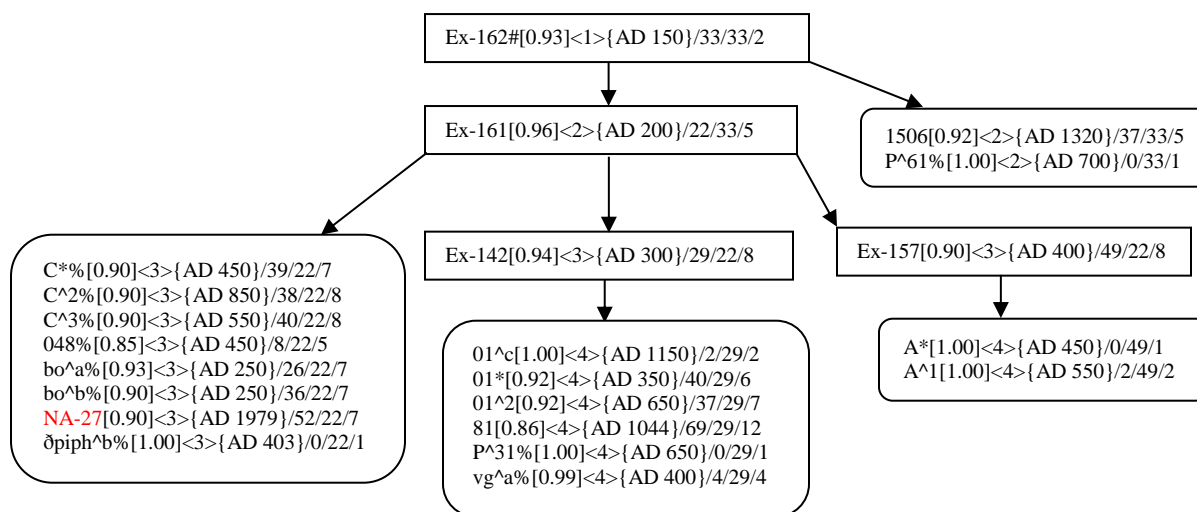 Ex-162#[0.93]<1>{AD 150}/33/33/2
Ex-161[0.96]<2>{AD 200}/22/33/5
1506[0.92]<2>{AD 1320}/37/33/5
P^61%[1.00]<2>{AD 700}/0/33/1
C*%[0.90]<3>{AD 450}/39/22/7
C^2%[0.90]<3>{AD 850}/38/22/8
C^3%[0.90]<3>{AD 550}/40/22/8
048%[0.85]<3>{AD 450}/8/22/5
bo^a%[0.93]<3>{AD 250}/26/22/7
bo^b%[0.90]<3>{AD 250}/36/22/7
NA-27[0.90]<3>{AD 1979}/52/22/7
ðpiph^b%[1.00]<3>{AD 403}/0/22/1
Ex-142[0.94]<3>{AD 300}/29/22/8
01^c[1.00]<4>{AD 1150}/2/29/2
01*[0.92]<4>{AD 350}/40/29/6
01^2[0.92]<4>{AD 650}/37/29/7
81[0.86]<4>{AD 1044}/69/29/12
P^31%[1.00]<4>{AD 650}/0/29/1
vg^a%[0.99]<4>{AD 400}/4/29/4
Ex-157[0.90]<3>{AD 400}/49/22/8
A*[1.00]<4>{AD 450}/0/49/1
A^1[1.00]<4>{AD 550}/2/49/2